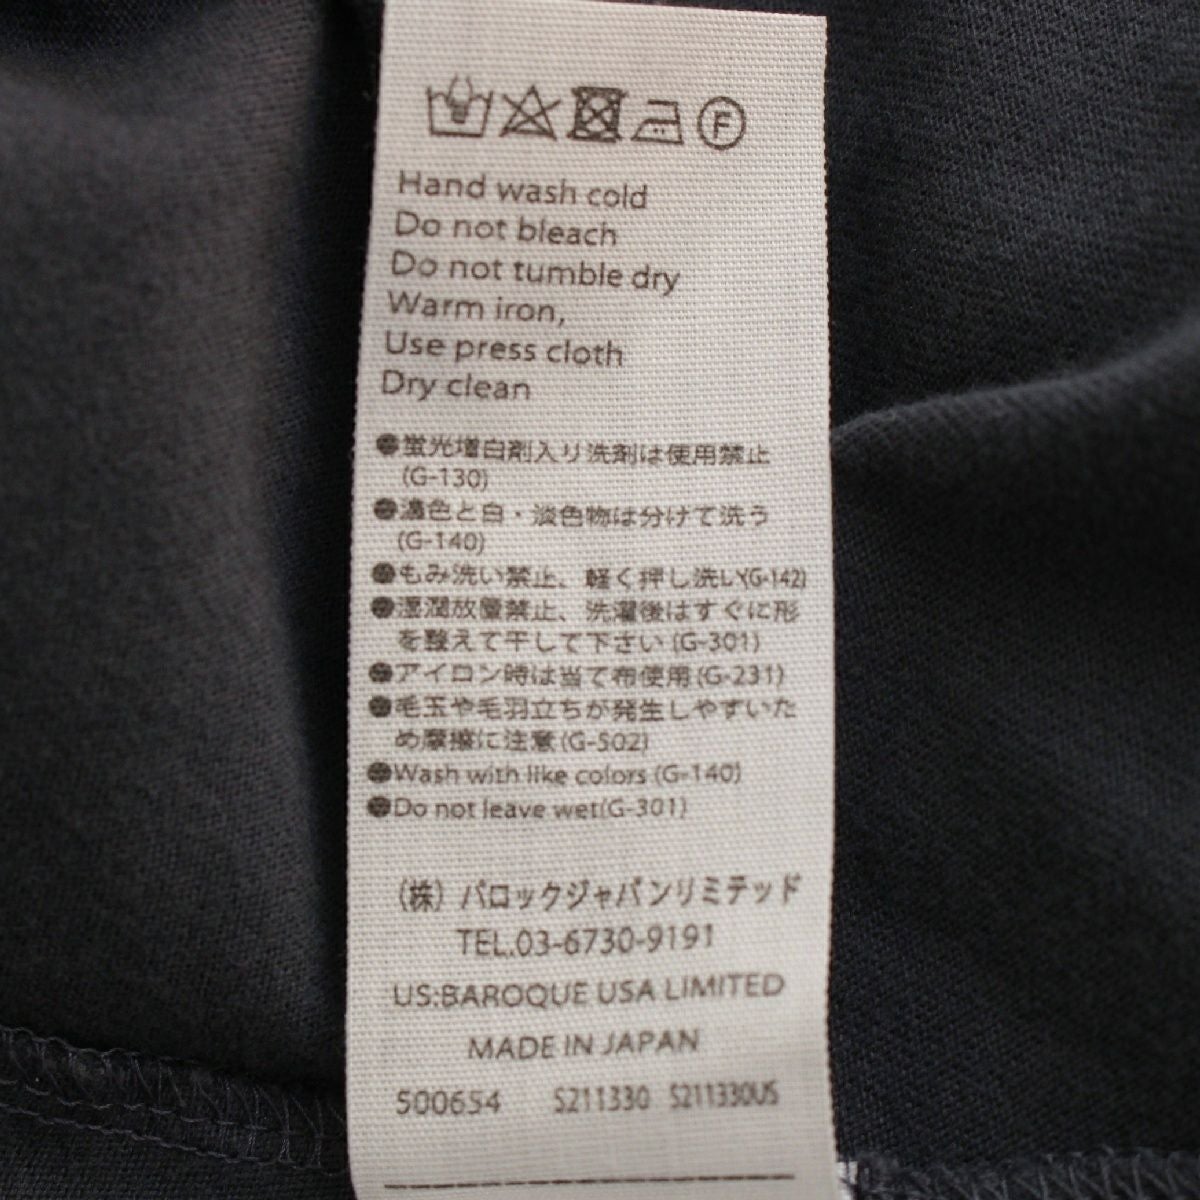 F
Hand wash cold
Do not bleach
Do not tumble dry
Warm iron,
Use press cloth
Dry clean
●蛍光増白剤入り洗剤は使用禁止
(G-130)
●濃色と白・淡色物は分けて洗う
(G-140)
●もみ洗い禁止、軽く押し洗い(G-142)
●湿潤放置禁止、洗濯後はすぐに形
を整えて干して下さい(G-301)
●アイロン時は当て布使用(G-231)
●毛玉や毛羽立ちが発生しやすいた
め摩擦に注意(G-502)
●Wash with like colors (G-140)
●Do not leave wet(G-301)
(株) バロックジャパンリミテッド
TEL.03-6730-9191
US:BAROQUE USA LIMITED
MADE IN JAPAN
500654 S211330 S211330US